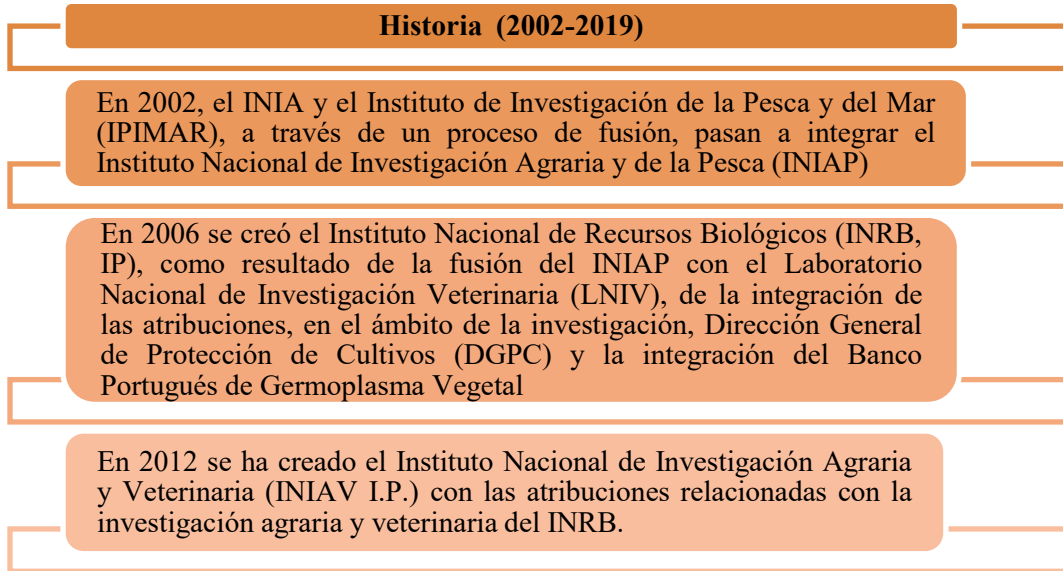 Historia (2002-2019)
En 2002, el INIA y el Instituto de Investigación de la Pesca y del Mar
(IPIMAR), a través de un proceso de fusión, pasan a integrar el
Instituto Nacional de Investigación Agraria y de la Pesca (INIAP)
En 2006 se creó el Instituto Nacional de Recursos Biológicos (INRB,
IP), como resultado de la fusión del INIAP con el Laboratorio
Nacional de Investigación Veterinaria (LNIV), de la integración de
las atribuciones, en el ámbito de la investigación, Dirección General
de Protección de Cultivos (DGPC) y la integración del Banco
Portugués de Germoplasma Vegetal
En 2012 se ha creado el Instituto Nacional de Investigación Agraria
y Veterinaria (INIAV I.P.) con las atribuciones relacionadas con la
investigación agraria y veterinaria del INRB.